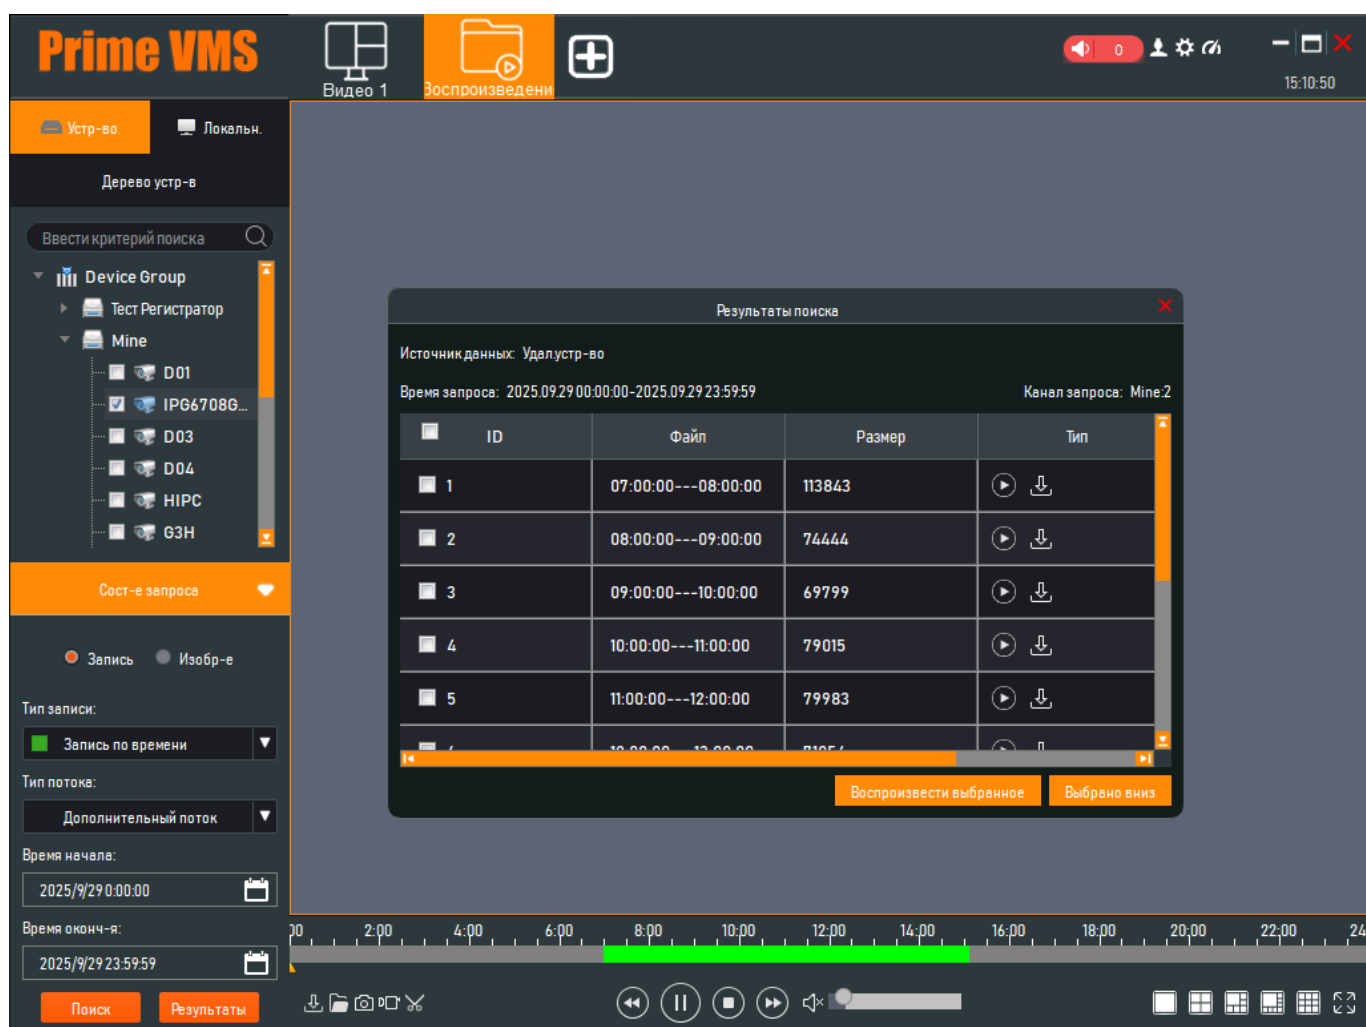 Prime VMS
Видео 1
Воспроизведени
0
15:10:50
Устр-во
Локальн.
Дерево устр-в
Ввести критерий поиска
Device Group
Тест Регистратор
Mine
D01
IPG6708G...
D03
D04
HIPC
G3H
Сост-е запроса
Запись
Изобр-е
Тип записи:
Запись по времени
Тип потока:
Дополнительный поток
Время начала:
2025/9/29 0:00:00
Время оконч-я:
2025/9/29 23:59:59
Поиск
Результаты
Результаты поиска
Источник данных: Удал.устр-во
Время запроса: 2025.09.29 00:00:00-2025.09.29 23:59:59
Канал запроса: Mine:2
ID Файл Размер Тип
1 07:00:00---08:00:00 113843
2 08:00:00---09:00:00 74444
3 09:00:00---10:00:00 69799
4 10:00:00---11:00:00 79015
5 11:00:00---12:00:00 79983
Воспроизвести выбранное
Выбрано вниз
00 2:00 4:00 6:00 8:00 10:00 12:00 14:00 16:00 18:00 20:00 22:00 24